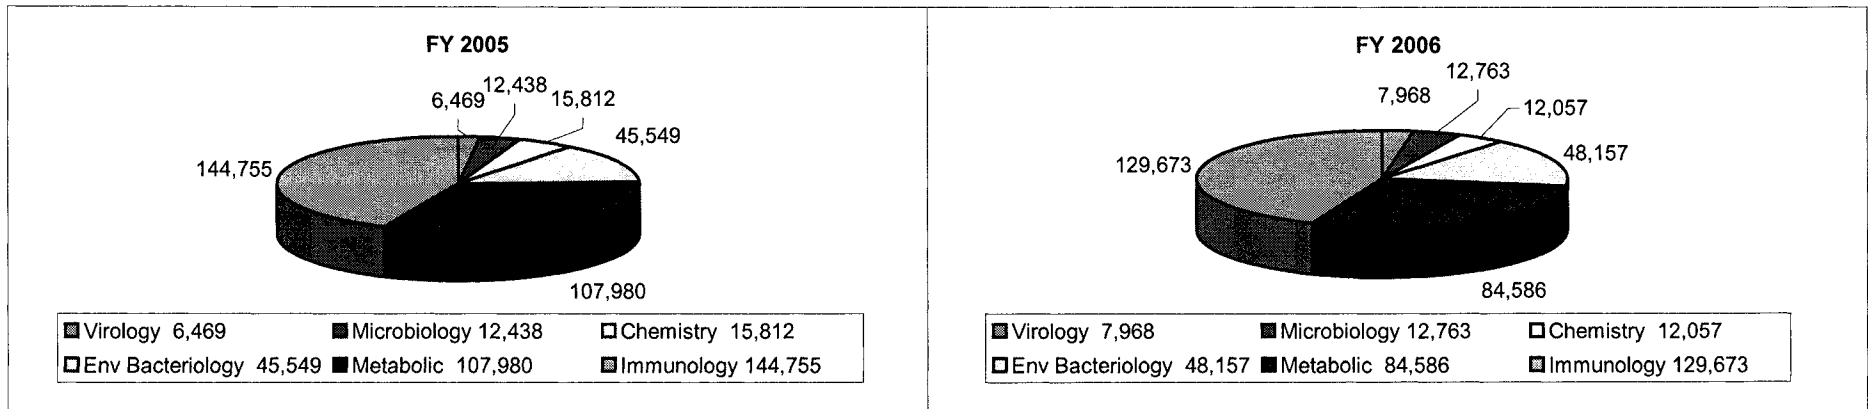 FY 2005
12,438
6,469
15,812
45,549
144,755
107,980
Virology 6,469 Microbiology 12,438 Chemistry 15,812
Env Bacteriology 45,549 Metabolic 107,980 Immunology 144,755
FY 2006
12,763
7,968
12,057
48,157
129,673
84,586
Virology 7,968 Microbiology 12,763 Chemistry 12,057
Env Bacteriology 48,157 Metabolic 84,586 Immunology 129,673